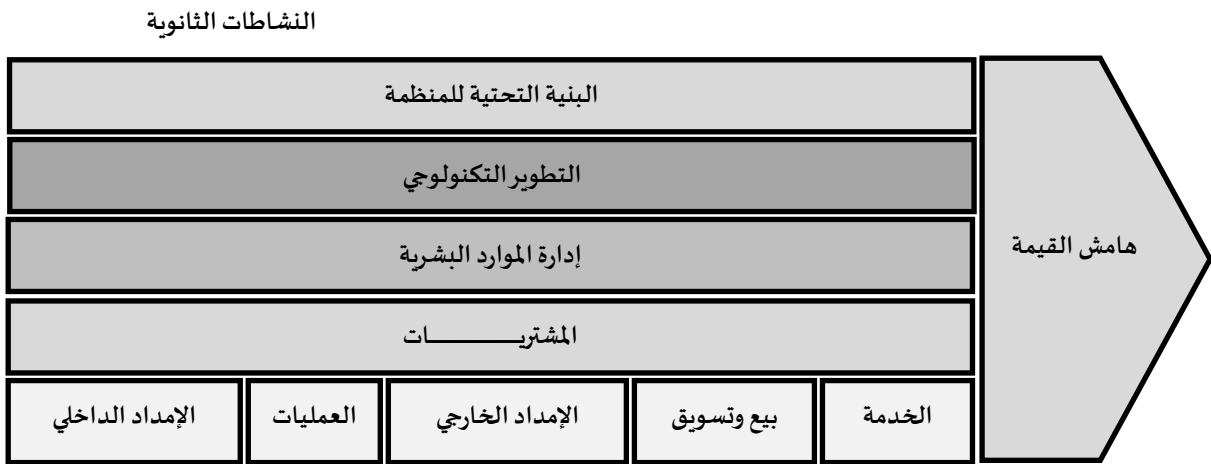 النشاطات الثانوية
البنية التحتية للمنظمة
التطوير التكنولوجي
إدارة الموارد البشرية
المشتريـــــــــات
هامش القيمة
الخدمة
بيع وتسويق
الإمداد الخارجي
العمليات
الإمداد الداخلي